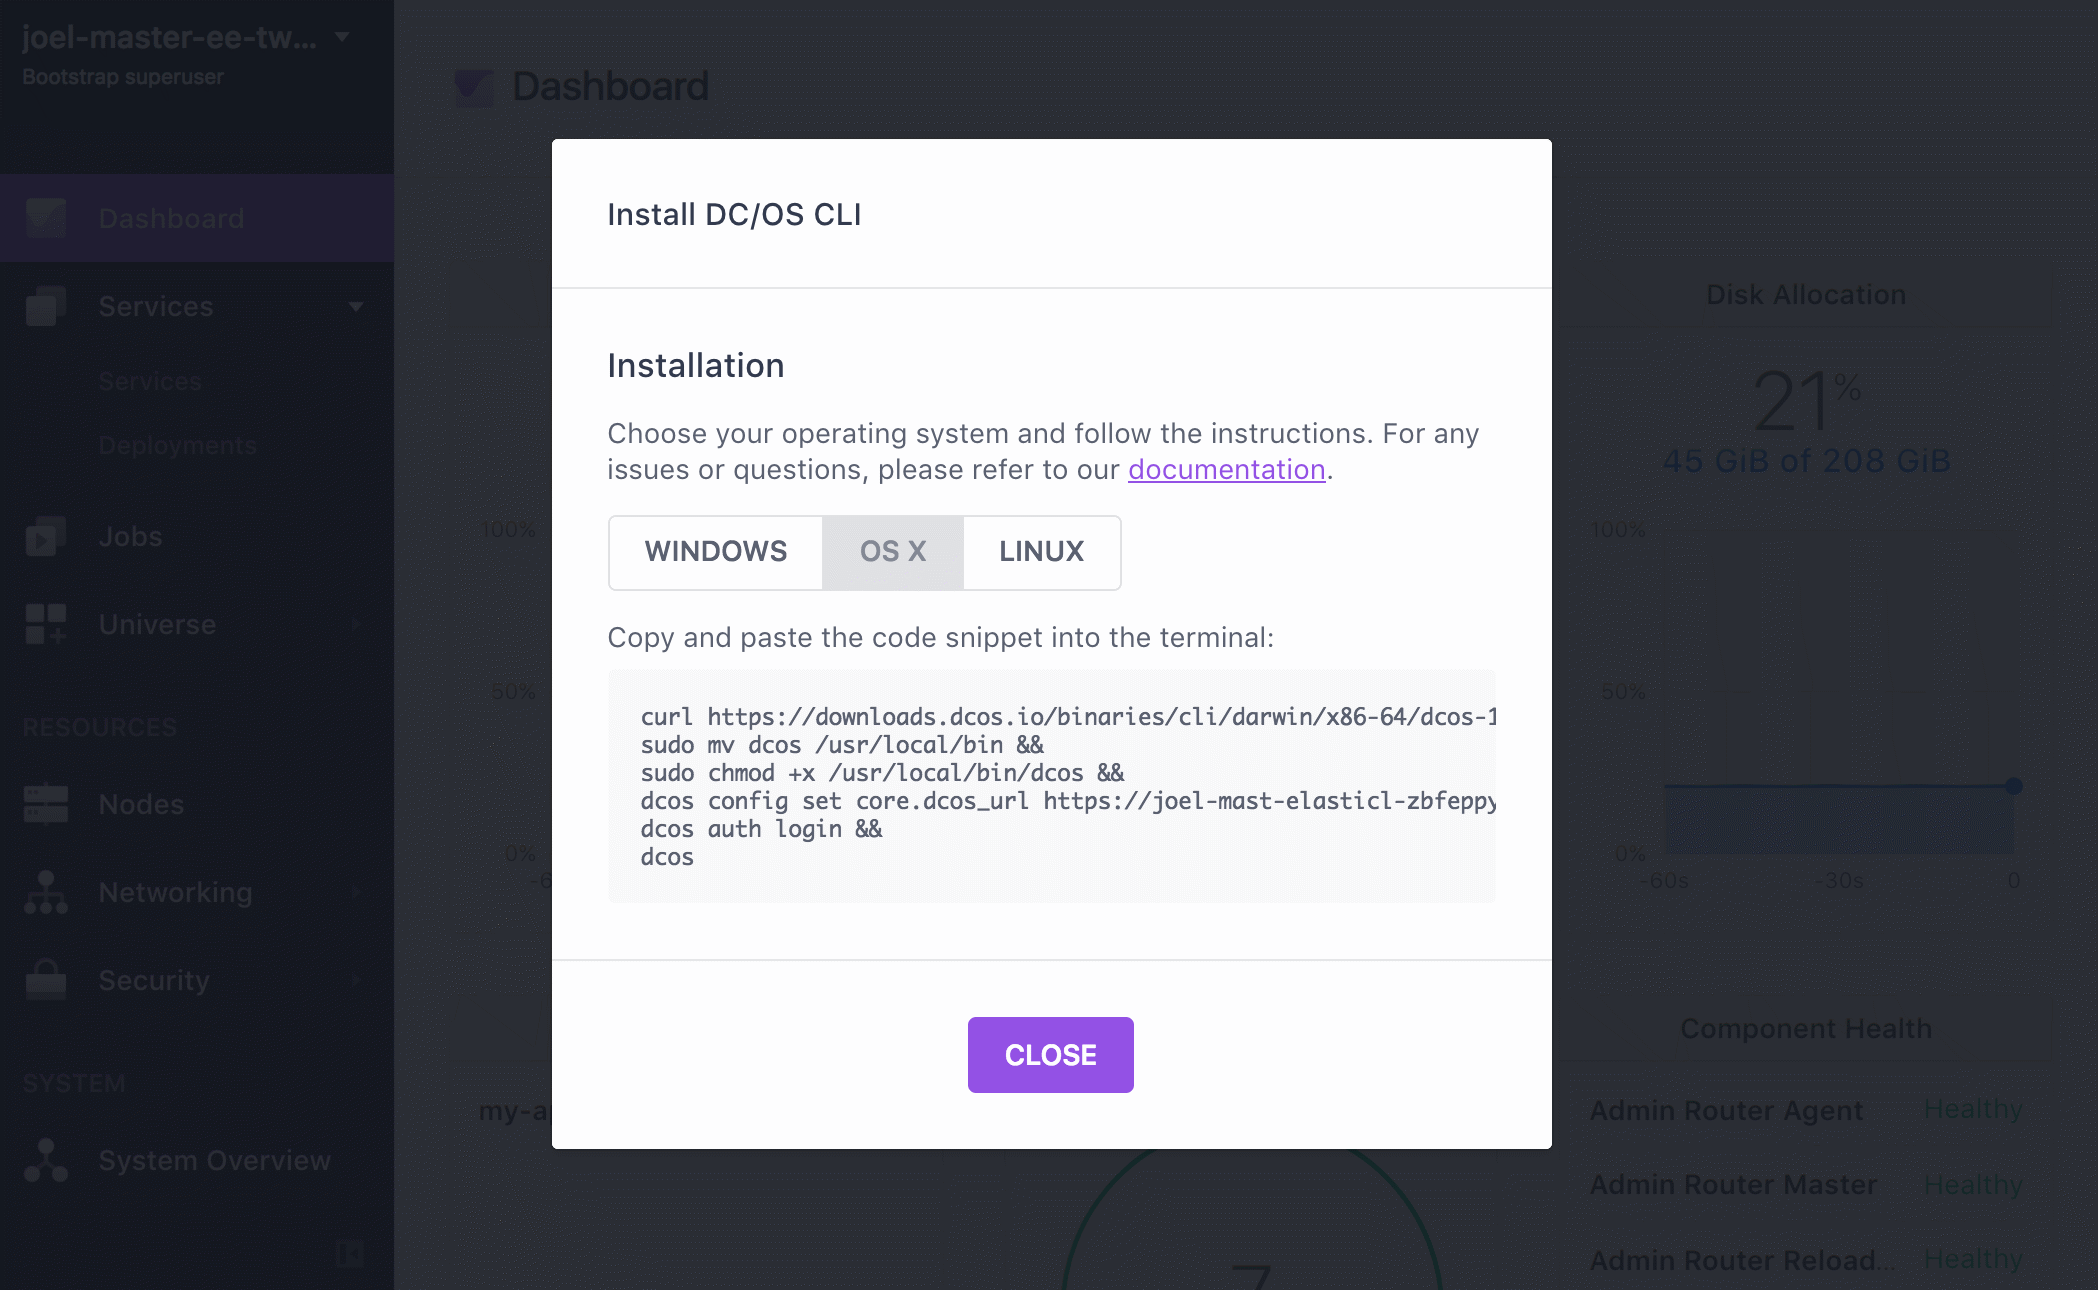 joel-master-ee-tw...
Bootstrap superuser
Dashboard
Services
Services
Deployments
Jobs
Universe
RESOURCES
Nodes
Networking
Security
SYSTEM
System Overview
Dashboard
100%
50%
0%
-6
my-ap
Install DC/OS CLI
Installation
Choose your operating system and follow the instructions. For any
issues or questions, please refer to our documentation.
WINDOWS OS X LINUX
Copy and paste the code snippet into the terminal:
curl https://downloads.dcos.io/binaries/cli/darwin/x86-64/dcos-1
sudo mv dcos /usr/local/bin &&
sudo chmod +x /usr/local/bin/dcos &&
dcos config set core.dcos_url https://joel-mast-elasticl-zbfeppy
dcos auth login &&
dcos
CLOSE
7
Disk Allocation
21%
45 GiB of 208 GiB
100%
50%
0%
-60s -30s 0
Component Health
Admin Router Agent Healthy
Admin Router Master Healthy
Admin Router Reload... Healthy